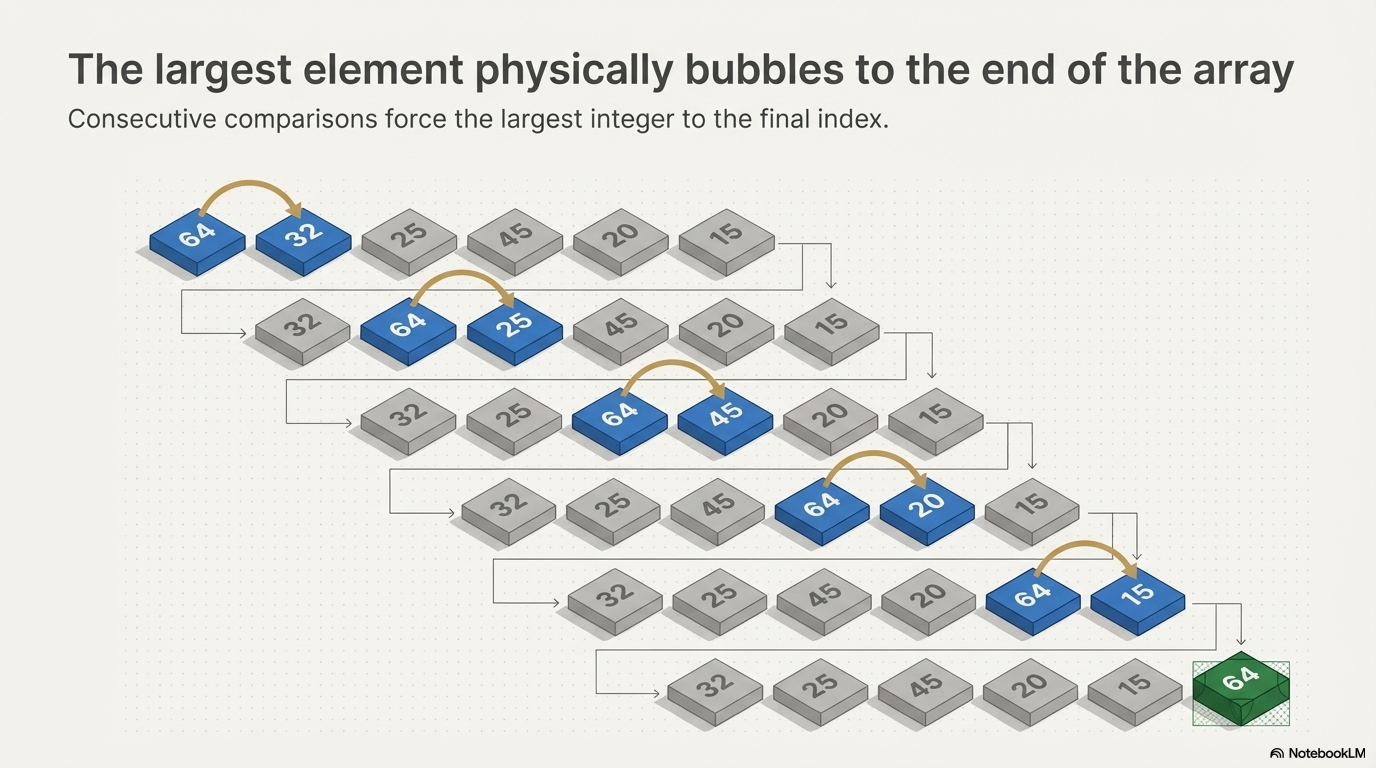 The largest element physically bubbles to the end of the array
Consecutive comparisons force the largest integer to the final index.
64 32 25 45 20 15
32 64 25 45 20 15
32 25 64 45 20 15
32 25 45 64 20 15
32 25 45 20 64 15
32 25 45 20 15 64
NotebookLM